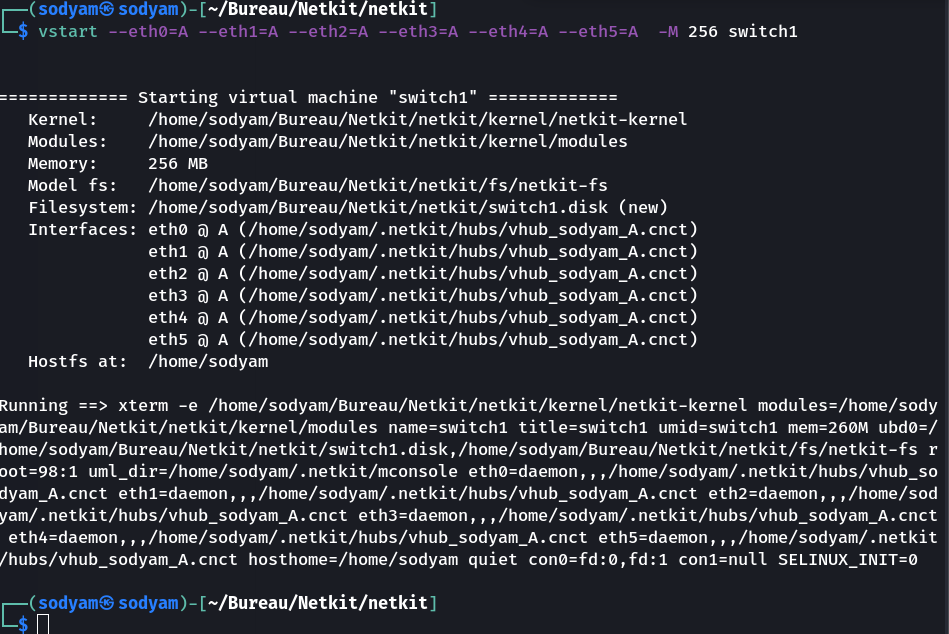 ┌──(sodyam㉿sodyam)-[~/Bureau/Netkit/netkit]
└─$ vstart --eth0=A --eth1=A --eth2=A --eth3=A --eth4=A --eth5=A  -M 256 switch1
============= Starting virtual machine "switch1" =============
Kernel:     /home/sodyam/Bureau/Netkit/netkit/kernel/netkit-kernel
Modules:    /home/sodyam/Bureau/Netkit/netkit/kernel/modules
Memory:     256 MB
Model fs:   /home/sodyam/Bureau/Netkit/netkit/fs/netkit-fs
Filesystem: /home/sodyam/Bureau/Netkit/netkit/switch1.disk (new)
Interfaces: eth0 @ A (/home/sodyam/.netkit/hubs/vhub_sodyam_A.cnct)
eth1 @ A (/home/sodyam/.netkit/hubs/vhub_sodyam_A.cnct)
eth2 @ A (/home/sodyam/.netkit/hubs/vhub_sodyam_A.cnct)
eth3 @ A (/home/sodyam/.netkit/hubs/vhub_sodyam_A.cnct)
eth4 @ A (/home/sodyam/.netkit/hubs/vhub_sodyam_A.cnct)
eth5 @ A (/home/sodyam/.netkit/hubs/vhub_sodyam_A.cnct)
Hostfs at:  /home/sodyam
Running ==> xterm -e /home/sodyam/Bureau/Netkit/netkit/kernel/netkit-kernel modules=/home/sody
am/Bureau/Netkit/netkit/kernel/modules name=switch1 title=switch1 umid=switch1 mem=260M ubd0=/
home/sodyam/Bureau/Netkit/netkit/switch1.disk,/home/sodyam/Bureau/Netkit/netkit/fs/netkit-fs r
oot=98:1 uml_dir=/home/sodyam/.netkit/mconsole eth0=daemon,,,/home/sodyam/.netkit/hubs/vhub_so
dyam_A.cnct eth1=daemon,,,/home/sodyam/.netkit/hubs/vhub_sodyam_A.cnct eth2=daemon,,,/home/sod
yam/.netkit/hubs/vhub_sodyam_A.cnct eth3=daemon,,,/home/sodyam/.netkit/hubs/vhub_sodyam_A.cnct
eth4=daemon,,,/home/sodyam/.netkit/hubs/vhub_sodyam_A.cnct eth5=daemon,,,/home/sodyam/.netkit
/hubs/vhub_sodyam_A.cnct hosthome=/home/sodyam quiet con0=fd:0,fd:1 con1=null SELINUX_INIT=0
┌──(sodyam㉿sodyam)-[~/Bureau/Netkit/netkit]
└─$